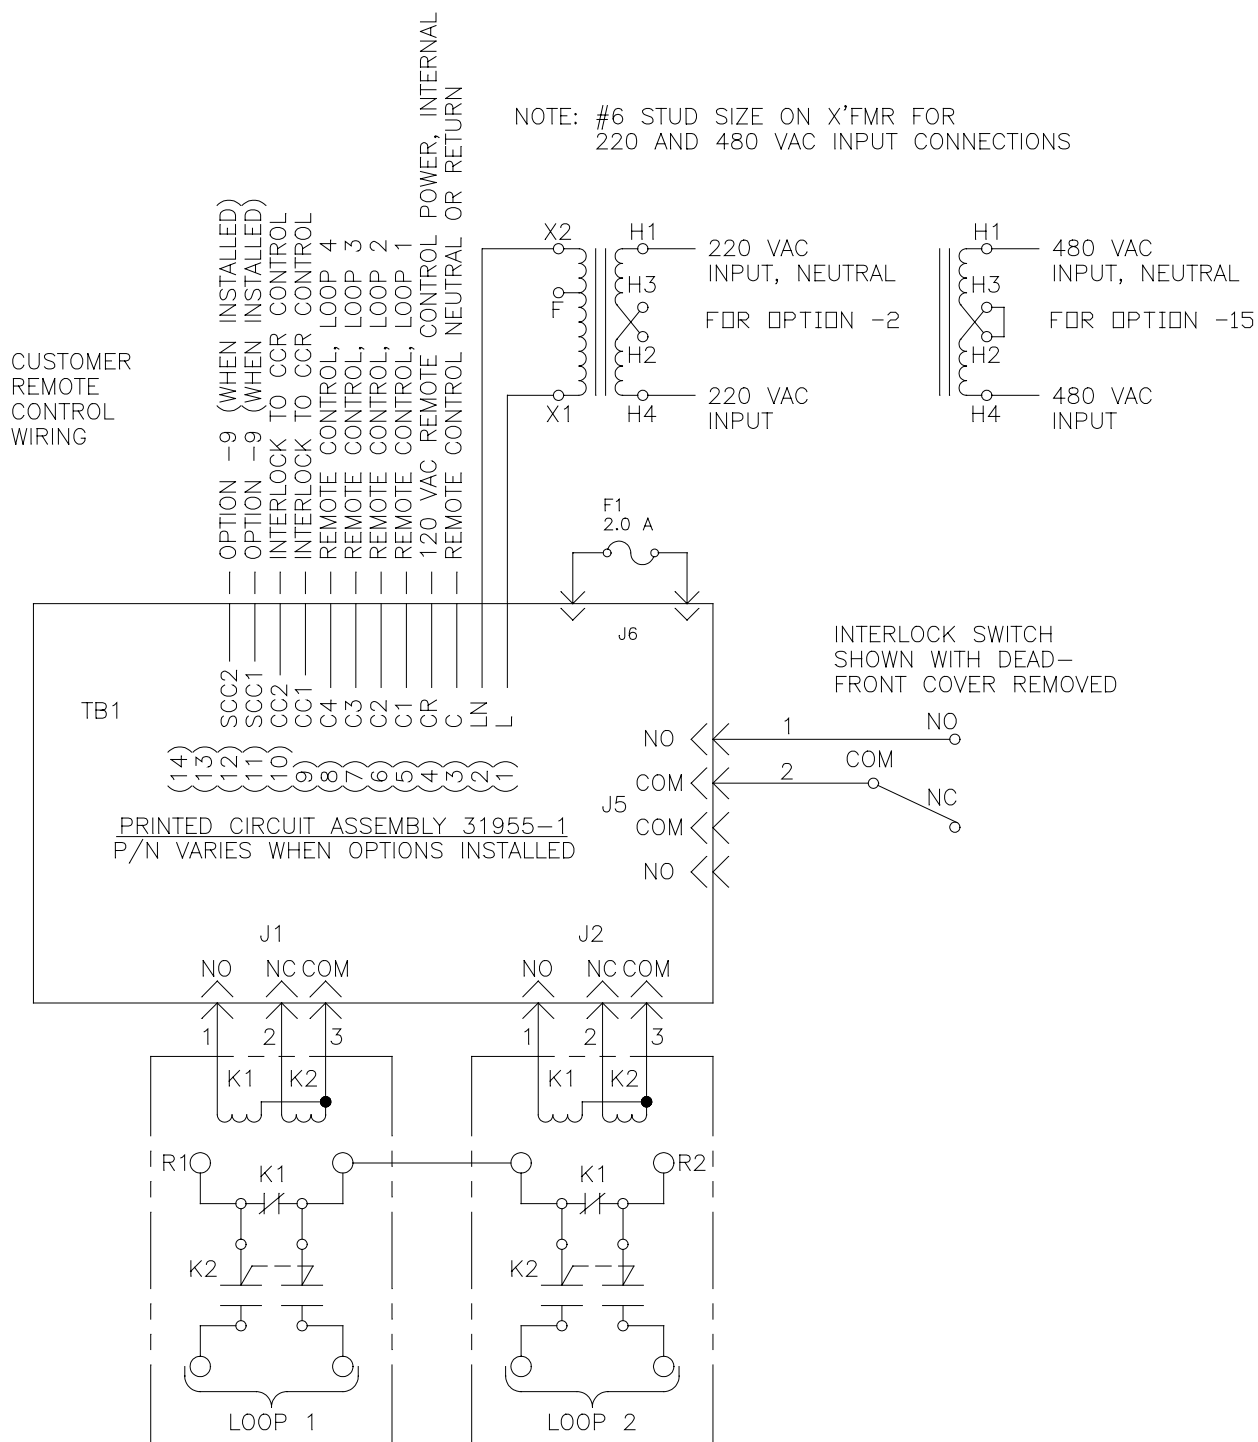 NOTE: #6 STUD SIZE ON X'FMR FOR
220 AND 480 VAC INPUT CONNECTIONS
CUSTOMER
REMOTE
CONTROL
WIRING
OPTION -9 (WHEN INSTALLED)
OPTION -9 (WHEN INSTALLED)
INTERLOCK TO CCR CONTROL
INTERLOCK TO CCR CONTROL
REMOTE CONTROL, LOOP 4
REMOTE CONTROL, LOOP 3
REMOTE CONTROL, LOOP 2
REMOTE CONTROL, LOOP 1
120 VAC REMOTE CONTROL POWER, INTERNAL
REMOTE CONTROL NEUTRAL OR RETURN
X2
F
X1
H1
H3
H2
H4
220 VAC
INPUT, NEUTRAL
FOR OPTION -2
220 VAC
INPUT
H1
H3
H2
H4
480 VAC
INPUT, NEUTRAL
FOR OPTION -15
480 VAC
INPUT
F1
2.0 A
J6
TB1
SCC2
SCC1
CC2
CC1
C4
C3
C2
C1
CR
C
LN
L
(14)
(13)
(12)
(11)
(10)
(9)
(8)
(7)
(6)
(5)
(4)
(3)
(2)
(1)
PRINTED CIRCUIT ASSEMBLY 31955-1
P/N VARIES WHEN OPTIONS INSTALLED
INTERLOCK SWITCH
SHOWN WITH DEAD-
FRONT COVER REMOVED
NO 1 NO
COM 2 COM
NC
J5
COM
NO
J1
NO NC COM
1 2 3
K1 K2
J2
NO NC COM
1 2 3
K1 K2
R1
K1
K2
LOOP 1
K1
R2
K2
LOOP 2